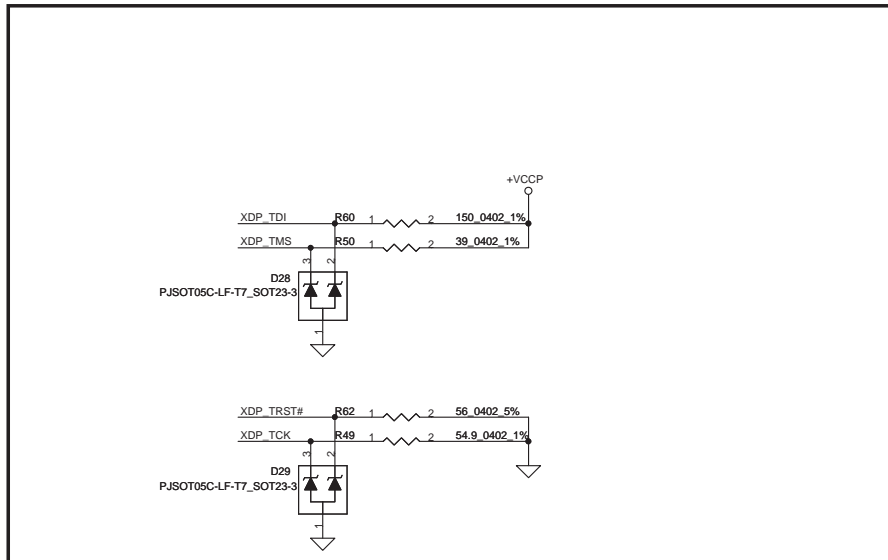 +VCCP
XDP_TDI R60 1 2 150_0402_1%
XDP_TMS R50 1 2 39_0402_1%
3 2
D28
PJSOT05C-LF-T7_SOT23-3
1
XDP_TRST# R62 1 2 56_0402_5%
XDP_TCK R49 1 2 54.9_0402_1%
3 2
D29
PJSOT05C-LF-T7_SOT23-3
1